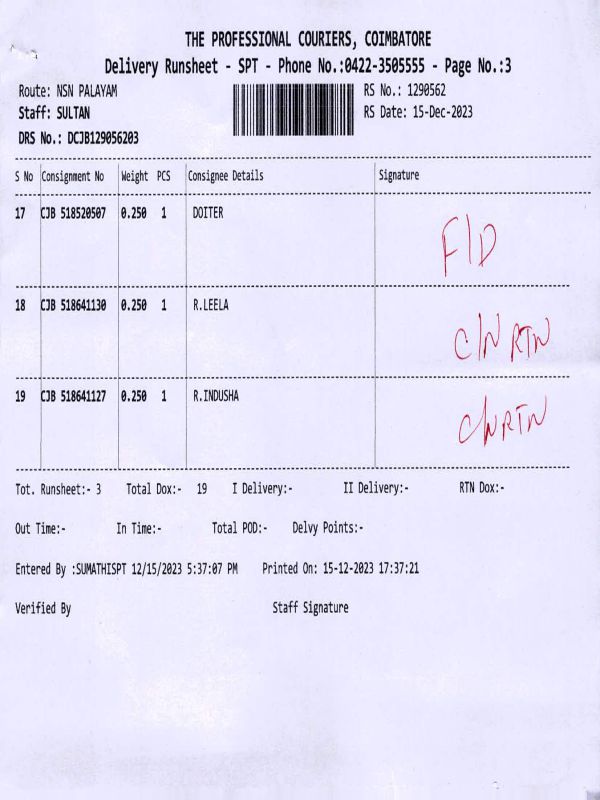 THE PROFESSIONAL COURIERS, COIMBATORE
Delivery Runsheet - SPT - Phone No.:0422-3505555 - Page No.:3
Route: NSN PALAYAM RS No.: 1290562
Staff: SULTAN RS Date: 15-Dec-2023
DRS No.: DCJB129056203
S No Consignment No Weight PCS Consignee Details Signature
17 CJB 518520507 0.250 1 DOITER F/D
18 CJB 518641130 0.250 1 R.LEELA C/N RTN
19 CJB 518641127 0.250 1 R.INDUSHA C/N RTN
Tot. Runsheet:- 3 Total Dox:- 19 I Delivery:- II Delivery:- RTN Dox:-
Out Time:- In Time:- Total POD:- Delvy Points:-
Entered By :SUMATHISPT 12/15/2023 5:37:07 PM Printed On: 15-12-2023 17:37:21
Verified By Staff Signature